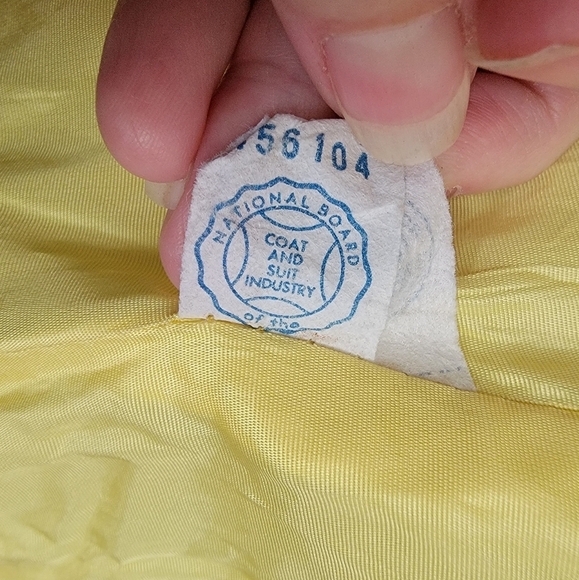 56104
NATIONAL BOARD
COAT
AND
SUIT
INDUSTRY
of the